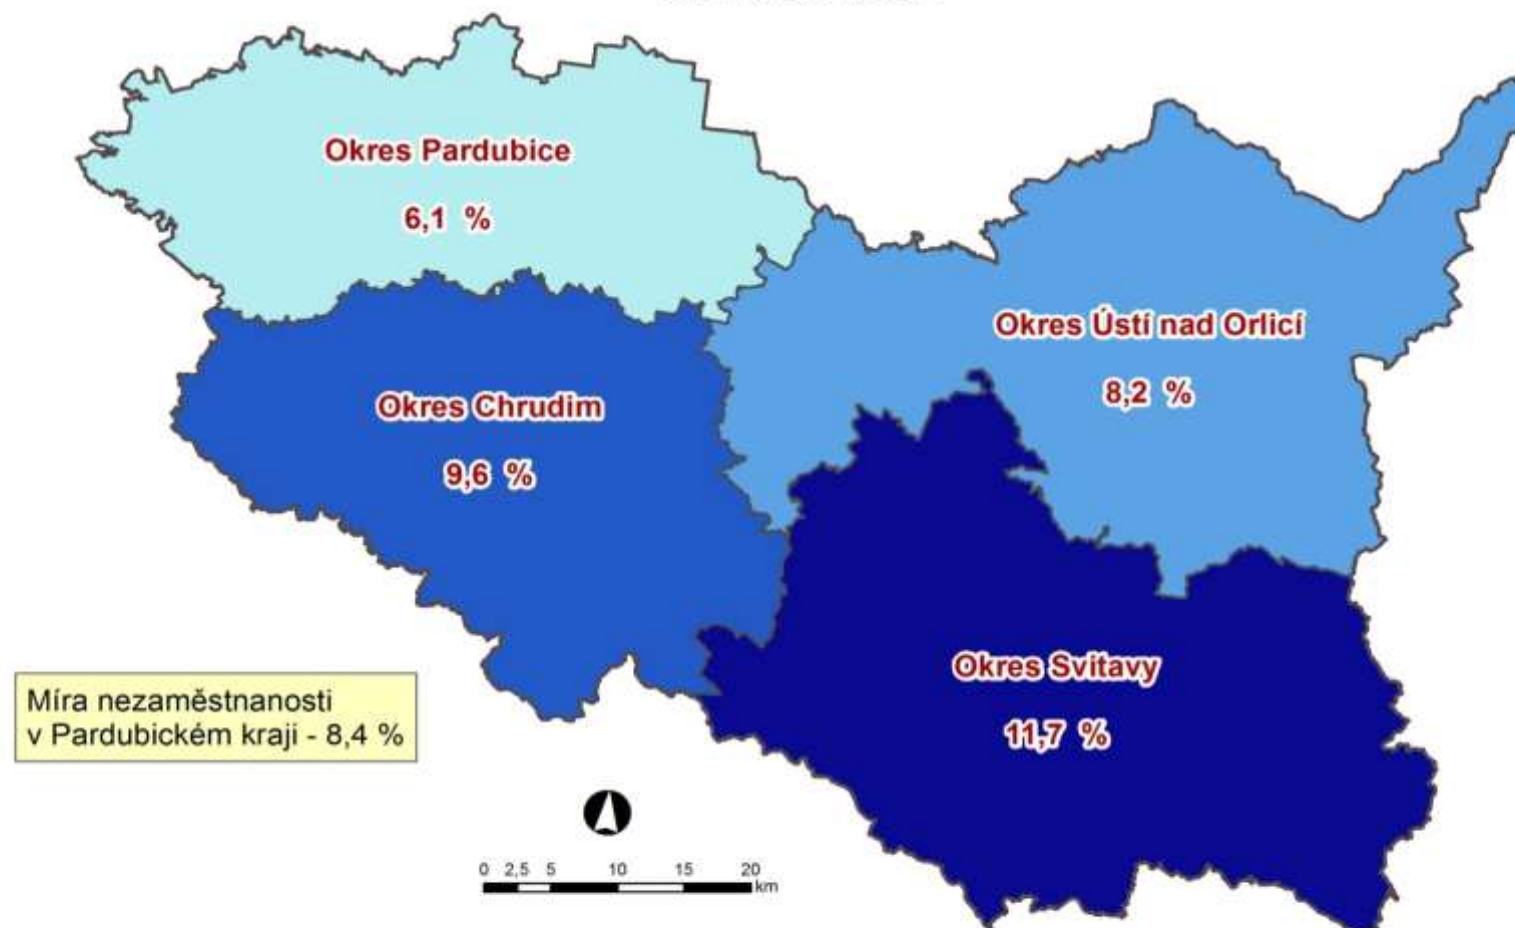 Okres Pardubice
6,1 %
Okres Ústí nad Orlicí
8,2 %
Okres Chrudim
9,6 %
Okres Svitavy
11,7 %
Míra nezaměstnanosti
v Pardubickém kraji - 8,4 %
0 2,5 5 10 15 20
km